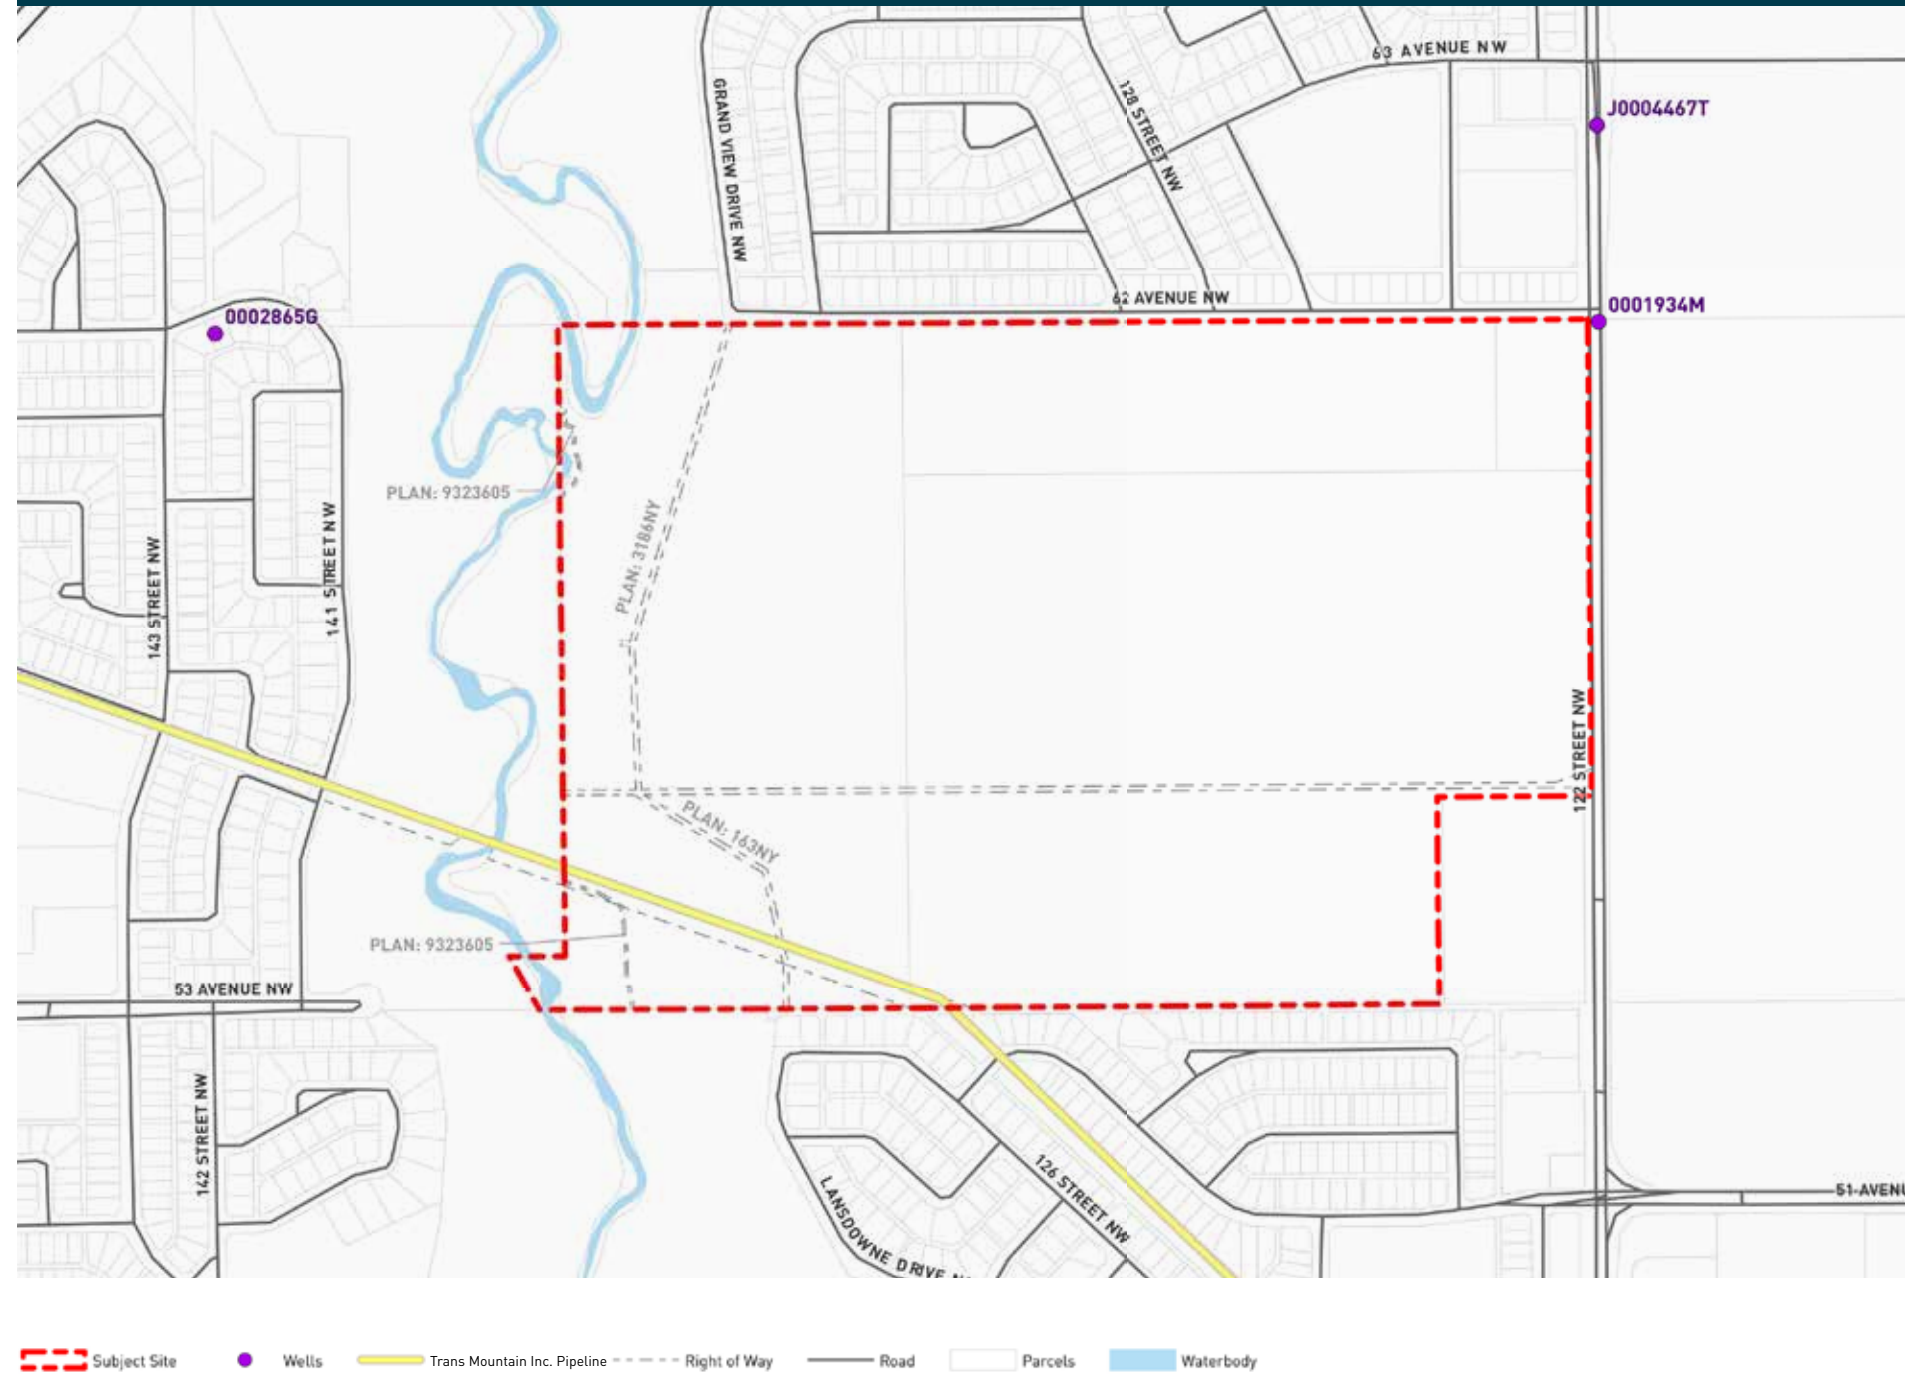 63 AVENUE NW
GRAND VIEW DRIVE NW
128 STREET NW
J0004467T
62 AVENUE NW
0001934M
0002865G
PLAN: 9323605
PLAN: 3186NY
141 STREET NW
143 STREET NW
122 STREET NW
PLAN: 163NY
PLAN: 9323605
53 AVENUE NW
142 STREET NW
126 STREET NW
LANSDOWNE DRIVE
51 AVENU
Subject Site
Wells
Trans Mountain Inc. Pipeline
Right of Way
Road
Parcels
Waterbody